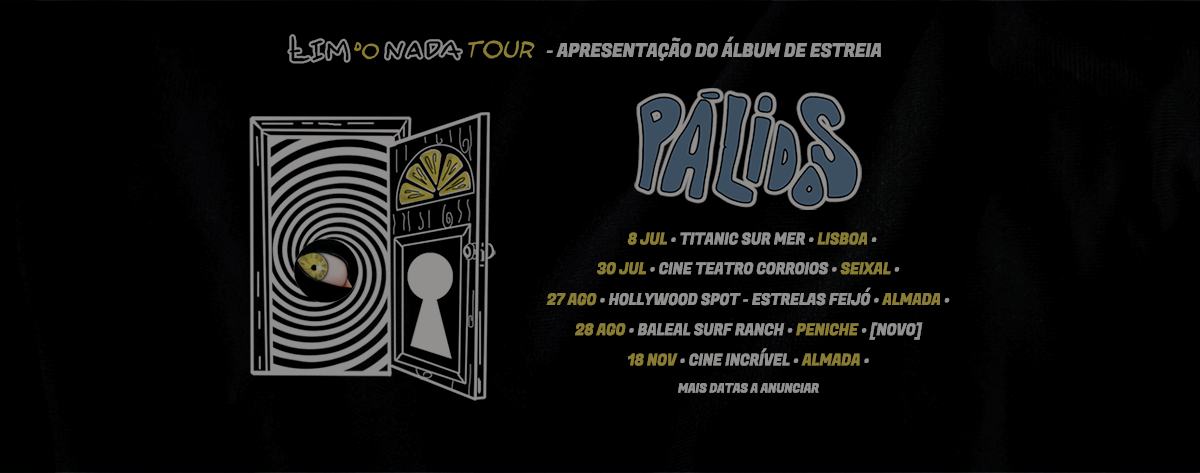 LIMB'O NADA TOUR - APRESENTAÇÃO DO ÁLBUM DE ESTREIA
PÁLIDOS
8 JUL • TITANIC SUR MER • LISBOA •
30 JUL • CINE TEATRO CORROIOS • SEIXAL •
27 AGO • HOLLYWOOD SPOT - ESTRELAS FEIJÓ • ALMADA •
28 AGO • BALEAL SURF RANCH • PENICHE • [NOVO]
18 NOV • CINE INCRÍVEL • ALMADA •
MAIS DATAS A ANUNCIAR